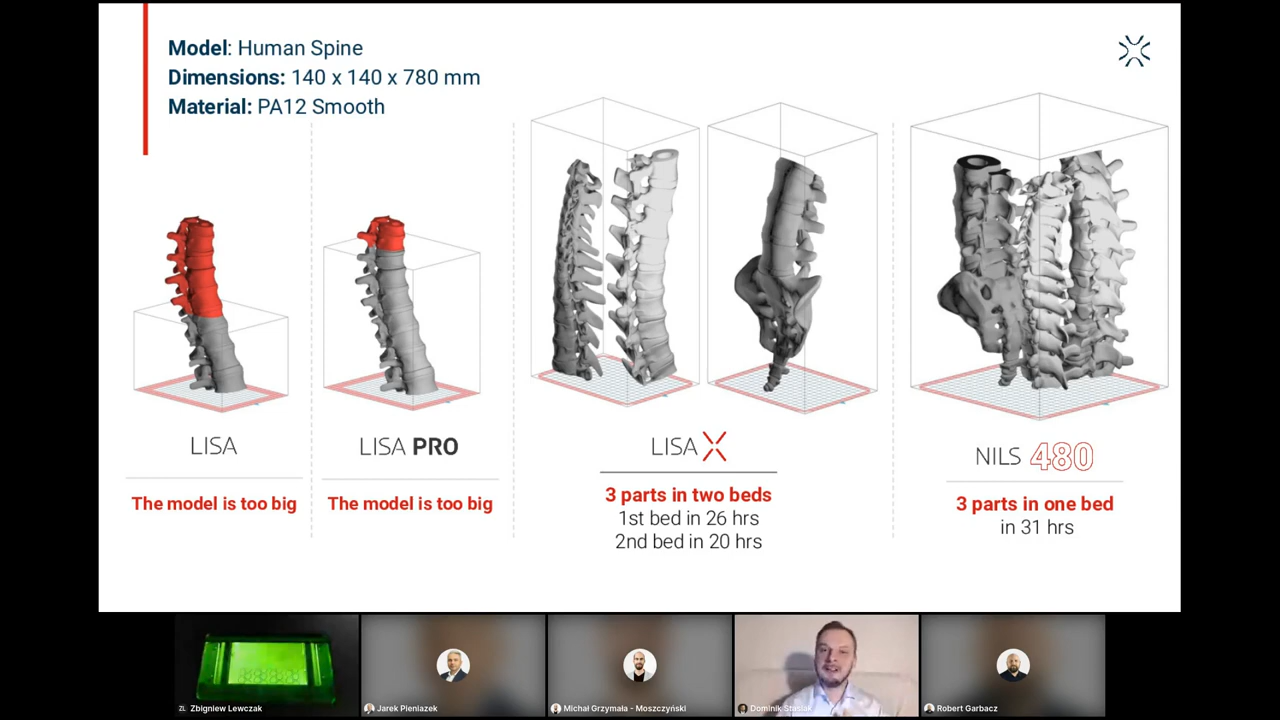 Model: Human Spine
Dimensions: 140 x 140 x 780 mm
Material: PA12 Smooth
LISA
The model is too big
LISA PRO
The model is too big
LISA X
3 parts in two beds
1st bed in 26 hrs
2nd bed in 20 hrs
NILS 480
3 parts in one bed
in 31 hrs
ZL Zbigniew Lewczak
Jarek Pieniazek
Michał Grzymała - Moszczyński
Dominik Stasiak
Robert Garbacz